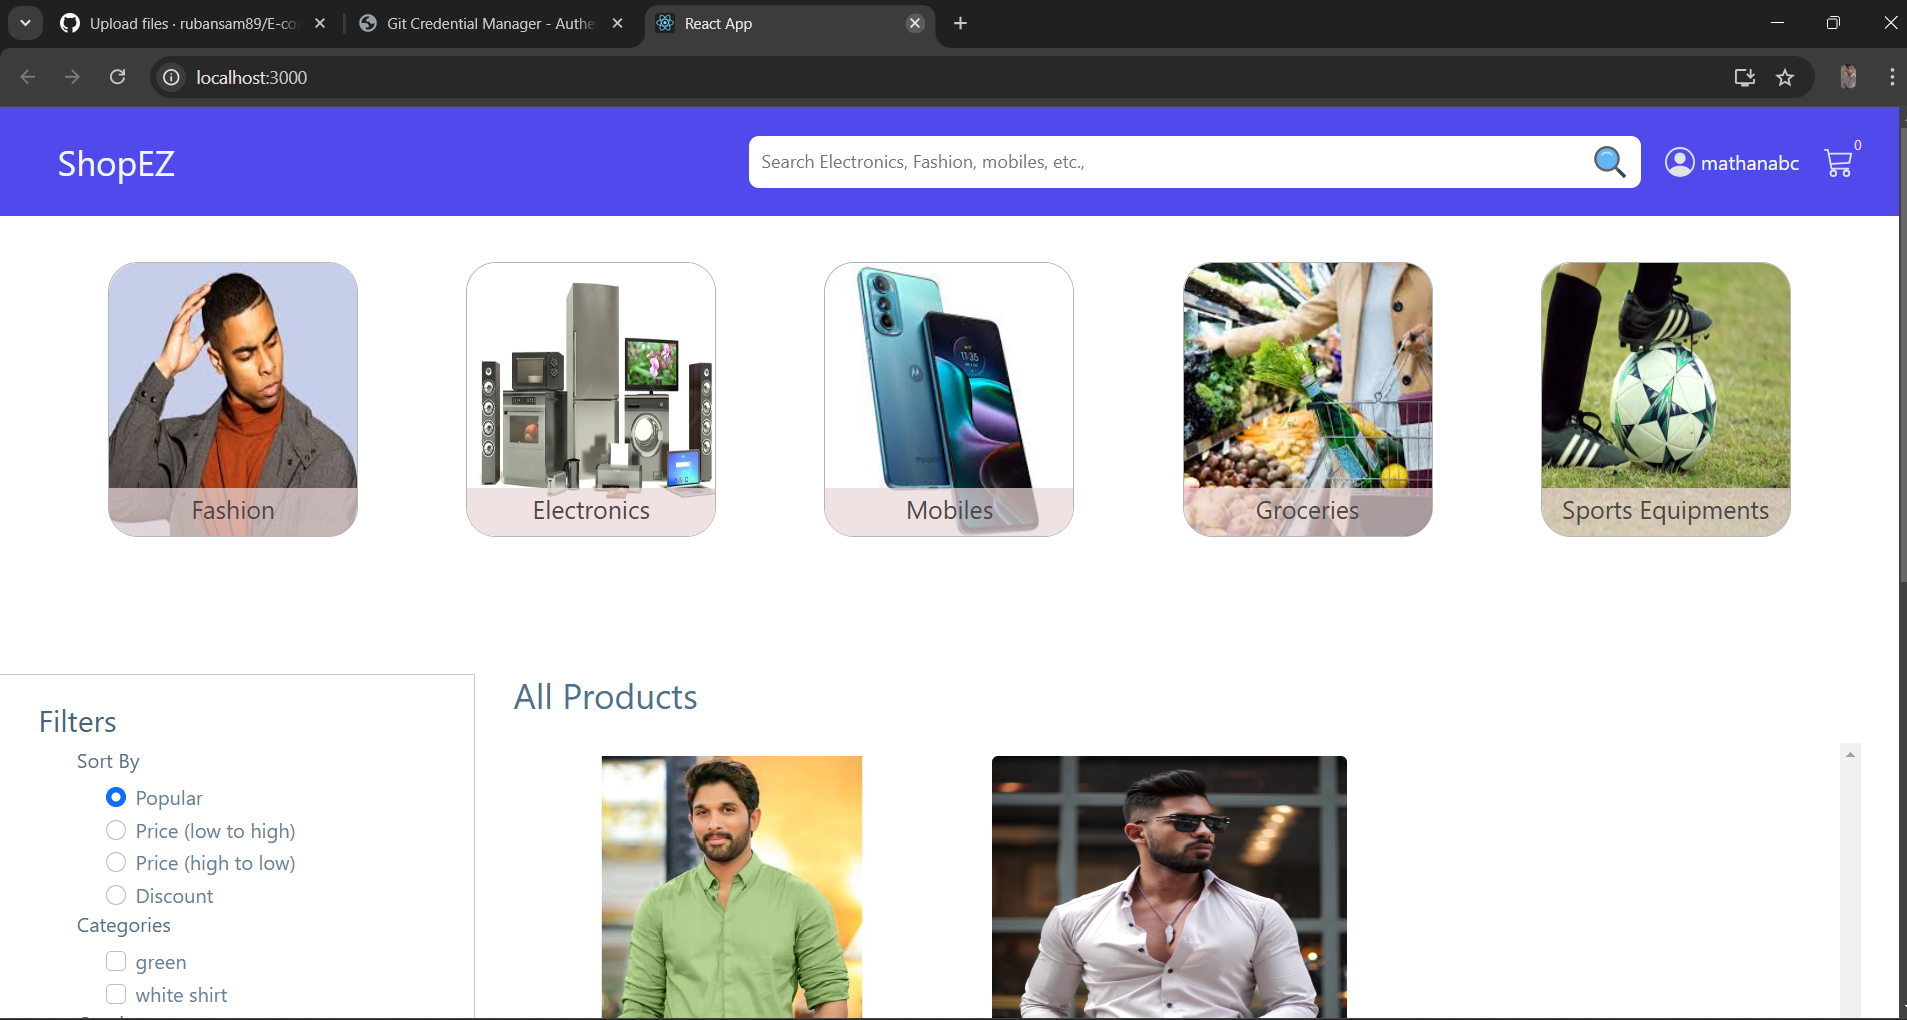 Upload files · rubansam89/E-co
Git Credential Manager - Authe
React App
localhost:3000
ShopEZ
Search Electronics, Fashion, mobiles, etc.,
mathanabc
0
Fashion
Electronics
Mobiles
Groceries
Sports Equipments
All Products
Filters
Sort By
Popular
Price (low to high)
Price (high to low)
Discount
Categories
green
white shirt